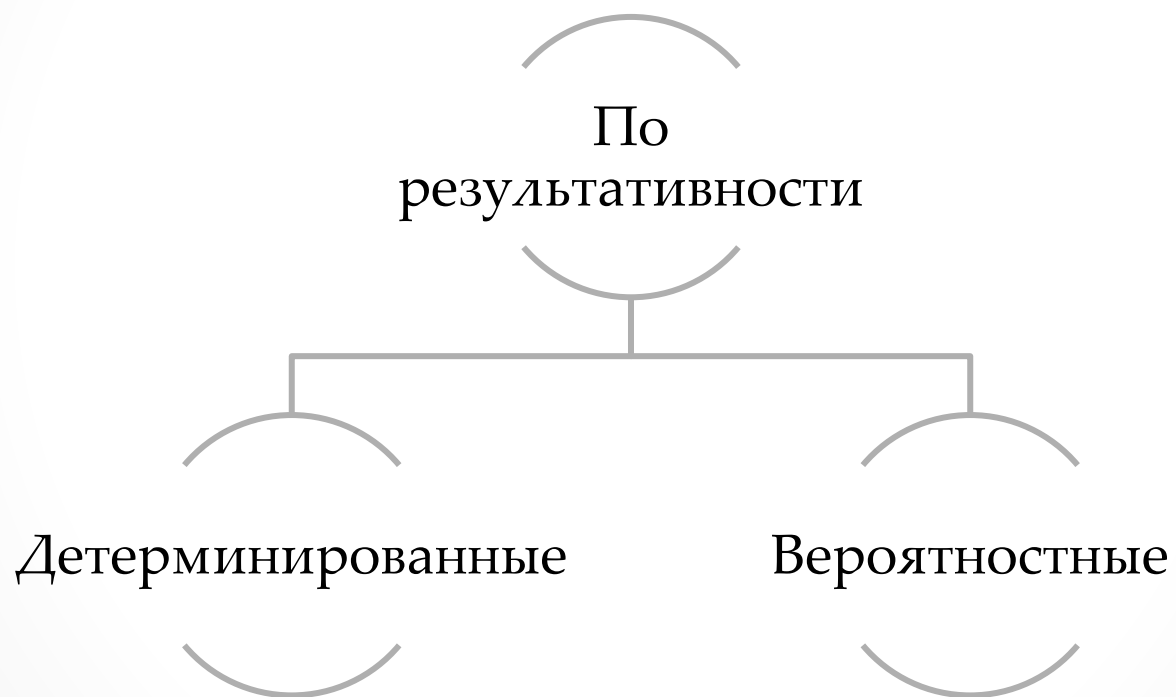 По
результативности
Детерминированные
Вероятностные